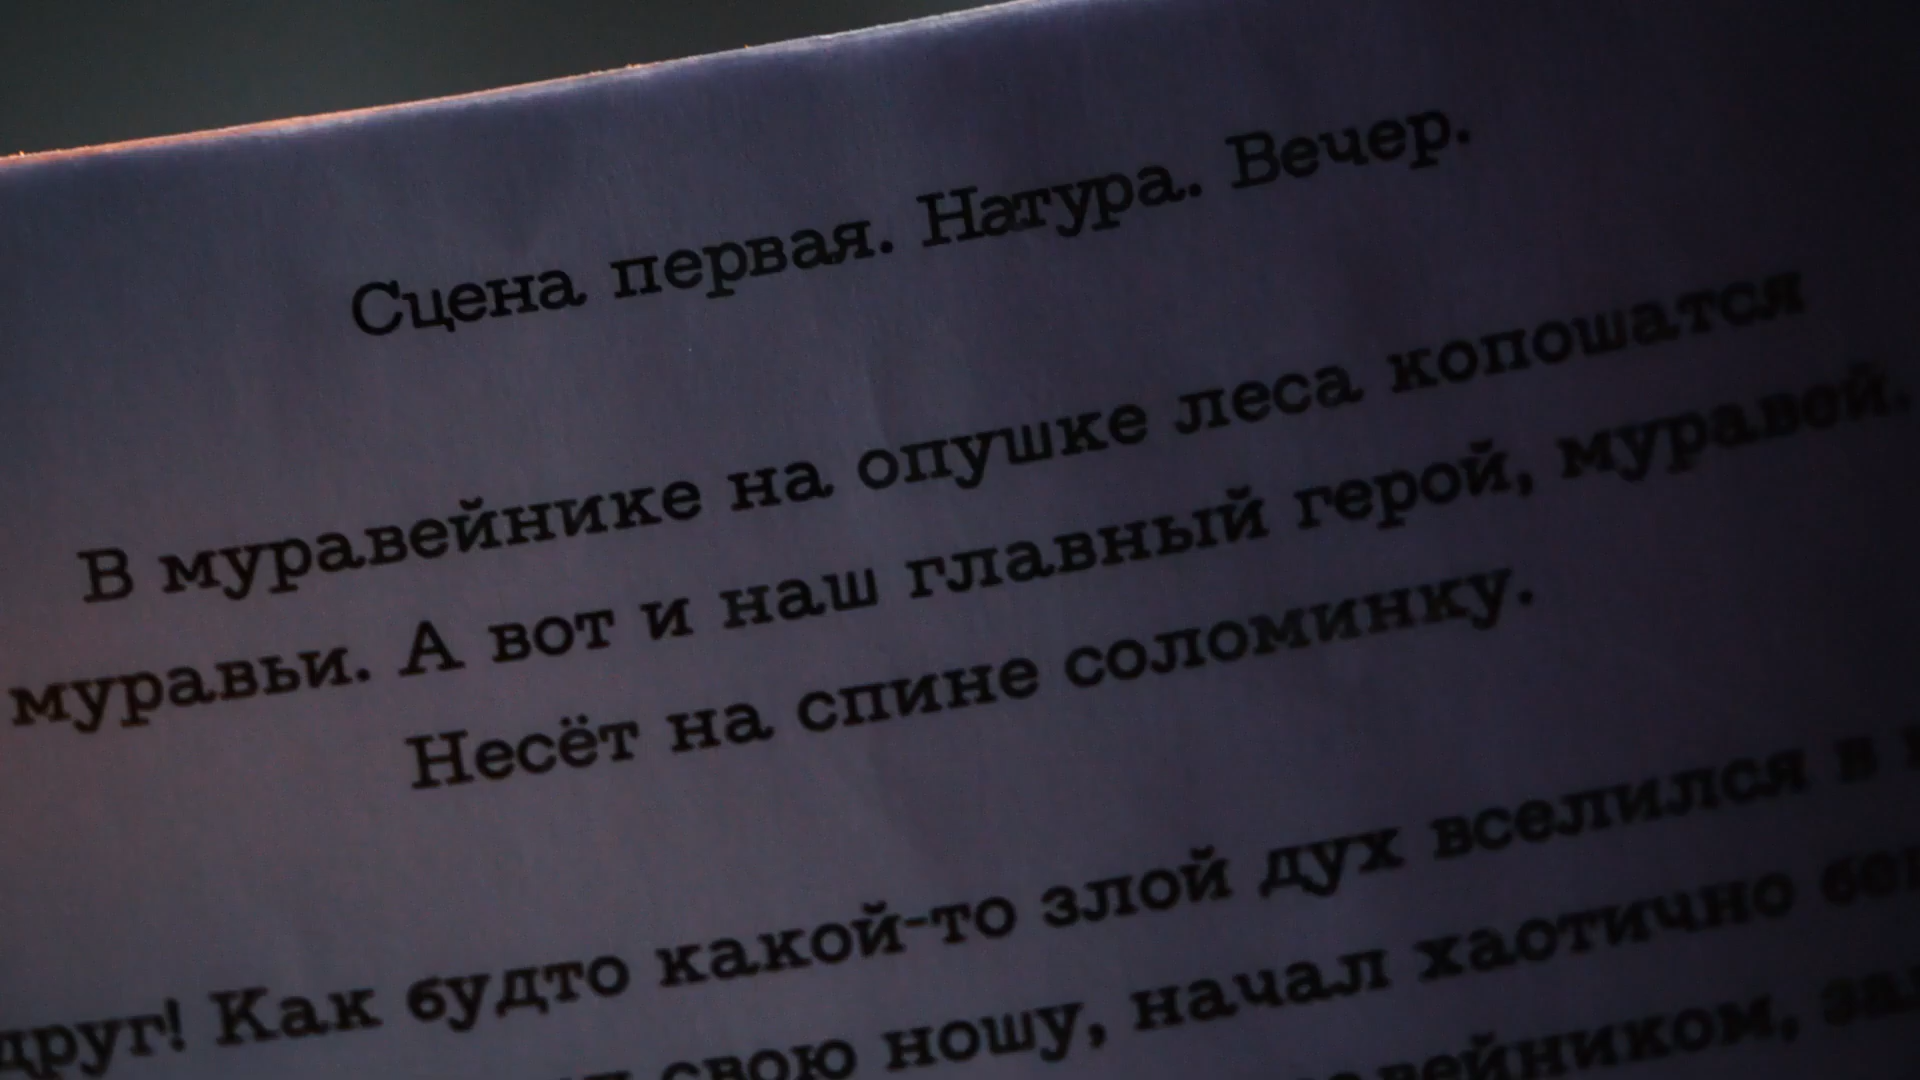 Сцена первая. Натура. Вечер.
В муравейнике на опушке леса копошатся
муравьи. А вот и наш главный герой, муравей.
Несёт на спине соломинку.
друг! Как будто какой-то злой дух вселился в
свою ношу, начал хаотично